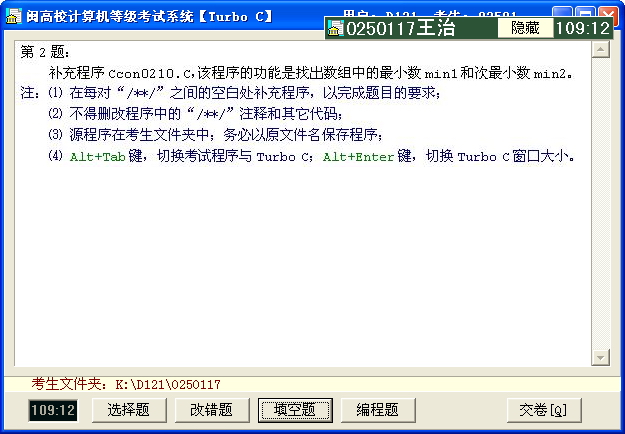 闽高校计算机等级考试系统【Turbo C】
0250117王治 隐藏 109:12
第 2 题：
补充程序 Ccon0210.C，该程序的功能是找出数组中的最小数 min1 和次最小数 min2。
注：⑴ 在每对“/**/”之间的空白处补充程序，以完成题目的要求；
⑵ 不得删改程序中的“/**/”注释和其它代码；
⑶ 源程序在考生文件夹中；务必以原文件名保存程序；
⑷ Alt+Tab 键，切换考试程序与 Turbo C；Alt+Enter 键，切换 Turbo C 窗口大小。
考生文件夹：K:\D121\0250117
109:12 选择题 改错题 填空题 编程题 交卷[Q]